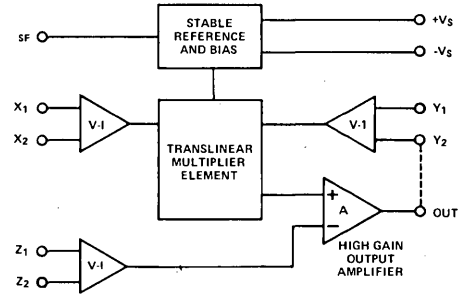 STABLE
REFERENCE
AND BIAS
SF
+VS
-VS
X1
X2
V-I
TRANSLINEAR
MULTIPLIER
ELEMENT
V-1
Y1
Y2
+
A
−
OUT
HIGH GAIN
OUTPUT
AMPLIFIER
Z1
Z2
V-I